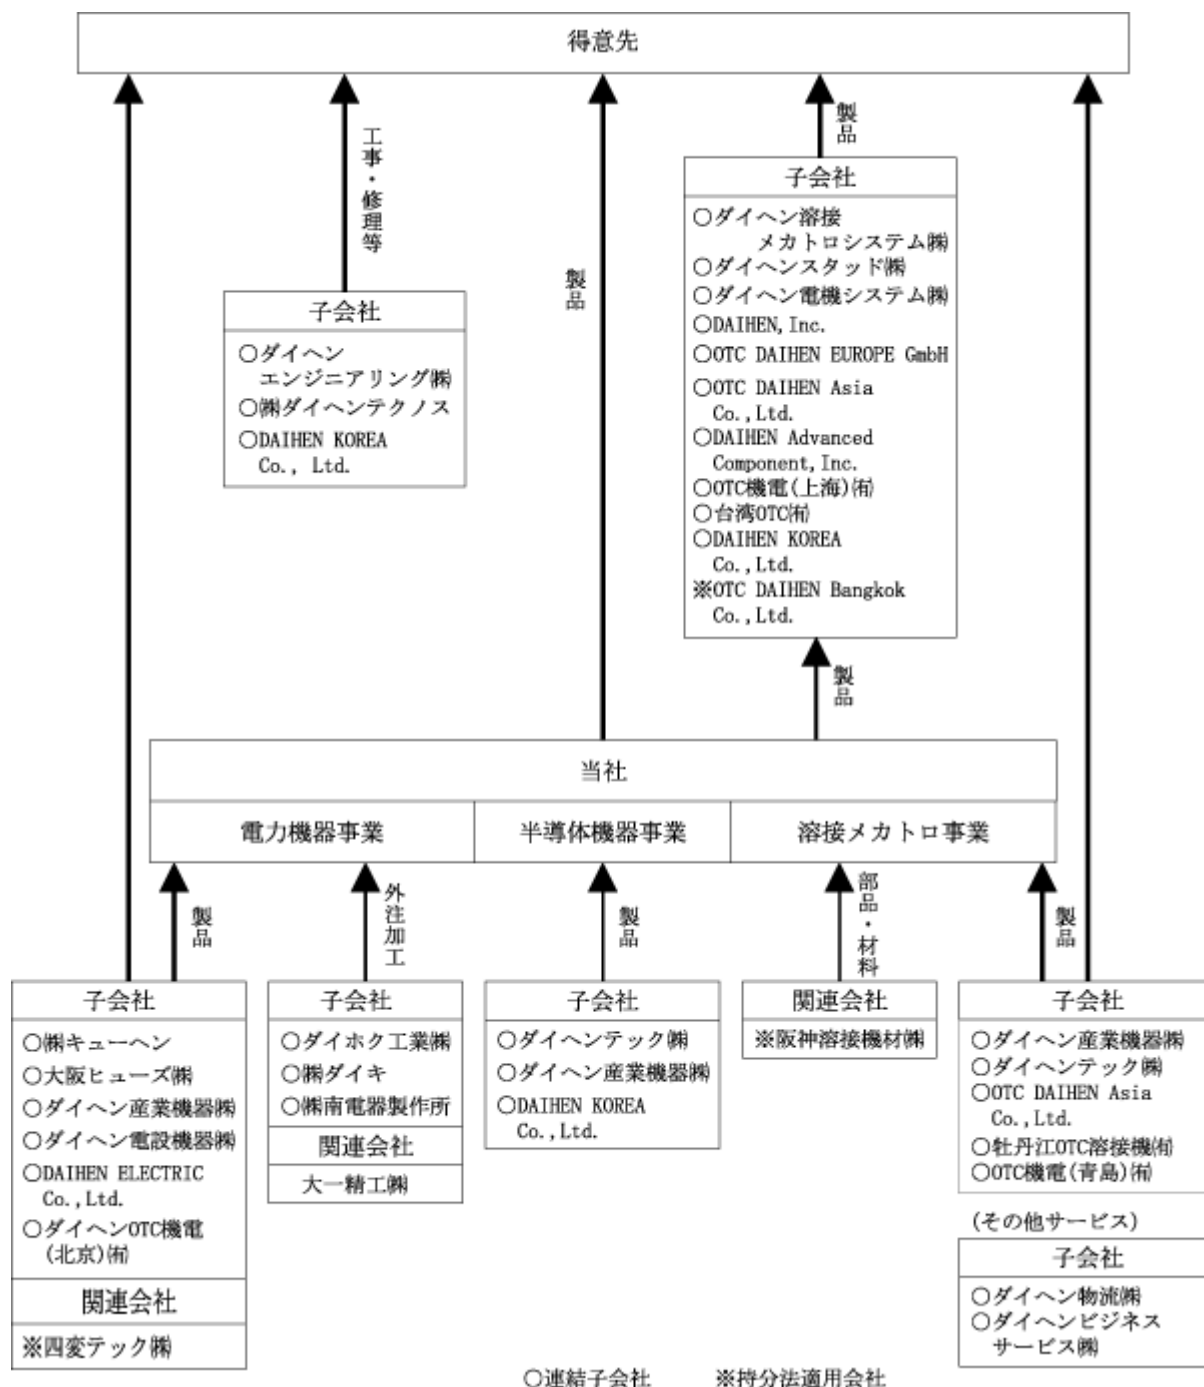 得意先
工事・修理等
製品
製品
子会社
○ダイヘン溶接
メカトロシステム㈱
○ダイヘンスタッド㈱
○ダイヘン電機システム㈱
○DAIHEN,Inc.
○OTC DAIHEN EUROPE GmbH
○OTC DAIHEN Asia
Co.,Ltd.
○DAIHEN Advanced
Component,Inc.
○OTC機電(上海)㈲
○台湾OTC㈲
○DAIHEN KOREA
Co.,Ltd.
※OTC DAIHEN Bangkok
Co.,Ltd.
子会社
○ダイヘン
エンジニアリング㈱
○㈱ダイヘンテクノス
○DAIHEN KOREA
Co., Ltd.
製品
当社
電力機器事業
半導体機器事業
溶接メカトロ事業
製品
外注加工
製品
部品・材料
製品
子会社
○㈱キューヘン
○大阪ヒューズ㈱
○ダイヘン産業機器㈱
○ダイヘン電設機器㈱
○DAIHEN ELECTRIC
Co.,Ltd.
○ダイヘンOTC機電
(北京)㈲
関連会社
※四変テック㈱
子会社
○ダイホク工業㈱
○㈱ダイキ
○㈱南電器製作所
関連会社
大一精工㈱
子会社
○ダイヘンテック㈱
○ダイヘン産業機器㈱
○DAIHEN KOREA
Co.,Ltd.
関連会社
※阪神溶接機材㈱
子会社
○ダイヘン産業機器㈱
○ダイヘンテック㈱
○OTC DAIHEN Asia
Co.,Ltd.
○牡丹江OTC溶接機㈲
○OTC機電(青島)㈲
(その他サービス)
子会社
○ダイヘン物流㈱
○ダイヘンビジネス
サービス㈱
○連結子会社
※持分法適用会社